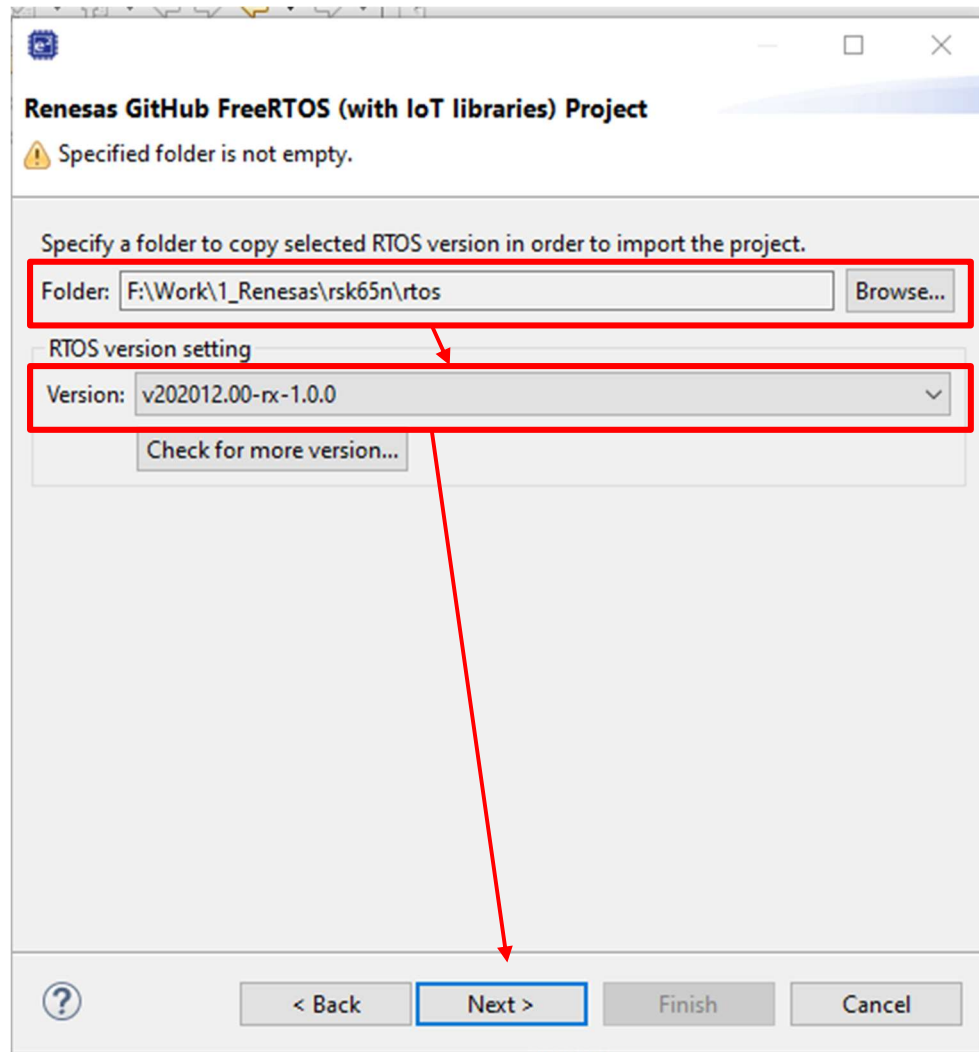 Renesas GitHub FreeRTOS (with IoT libraries) Project
Specified folder is not empty.
Specify a folder to copy selected RTOS version in order to import the project.
Folder: F:\Work\1_Renesas\rsk65n\rtos Browse...
RTOS version setting
Version: v202012.00-rx-1.0.0
Check for more version...
? < Back Next > Finish Cancel